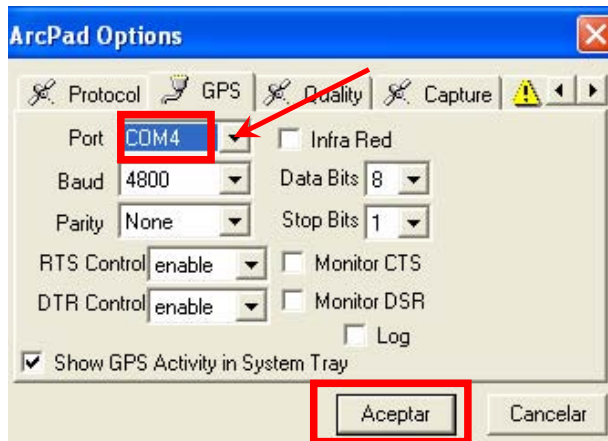 ArcPad Options
Protocol GPS Quality Capture
Port COM4 Infra Red
Baud 4800 Data Bits 8
Parity None Stop Bits 1
RTS Control enable Monitor CTS
DTR Control enable Monitor DSR
Log
Show GPS Activity in System Tray
Aceptar Cancelar